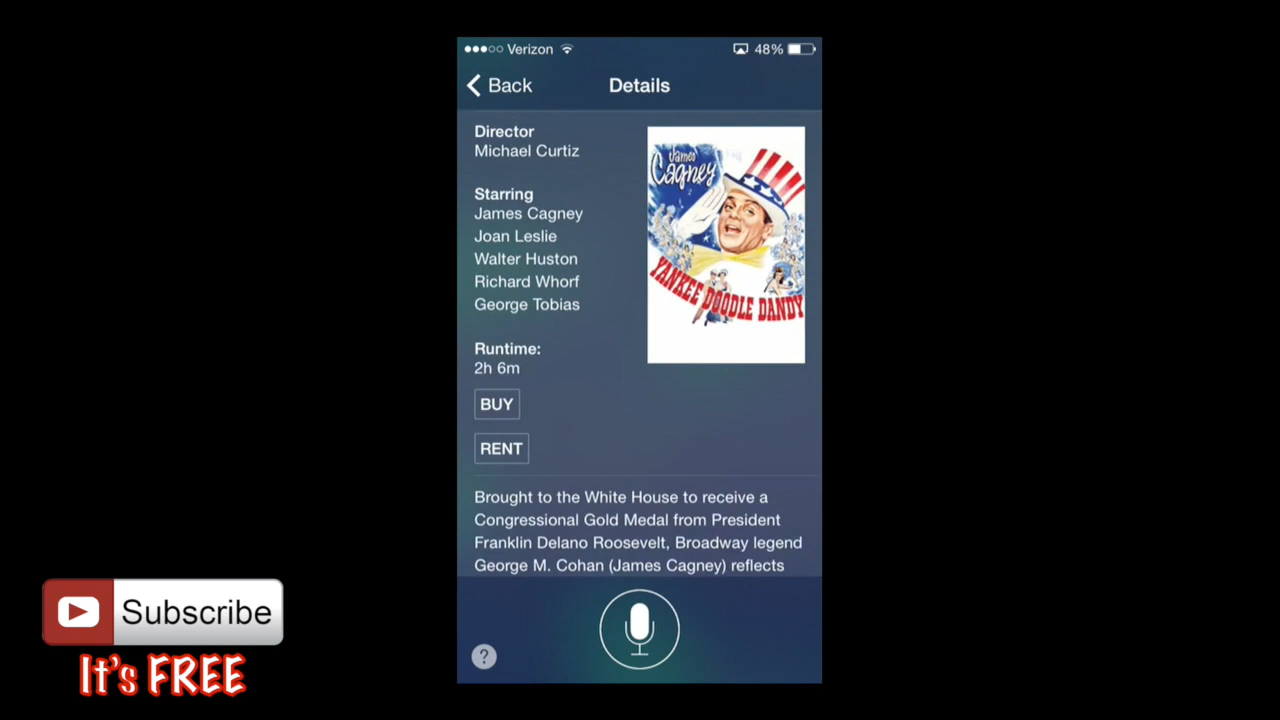 Verizon
48%
Back
Details
Director
Michael Curtiz
Starring
James Cagney
Joan Leslie
Walter Huston
Richard Whorf
George Tobias
Runtime:
2h 6m
BUY
RENT
James
Cagney
YANKEE DOODLE DANDY
Brought to the White House to receive a
Congressional Gold Medal from President
Franklin Delano Roosevelt, Broadway legend
George M. Cohan (James Cagney) reflects
?
Subscribe
It's FREE